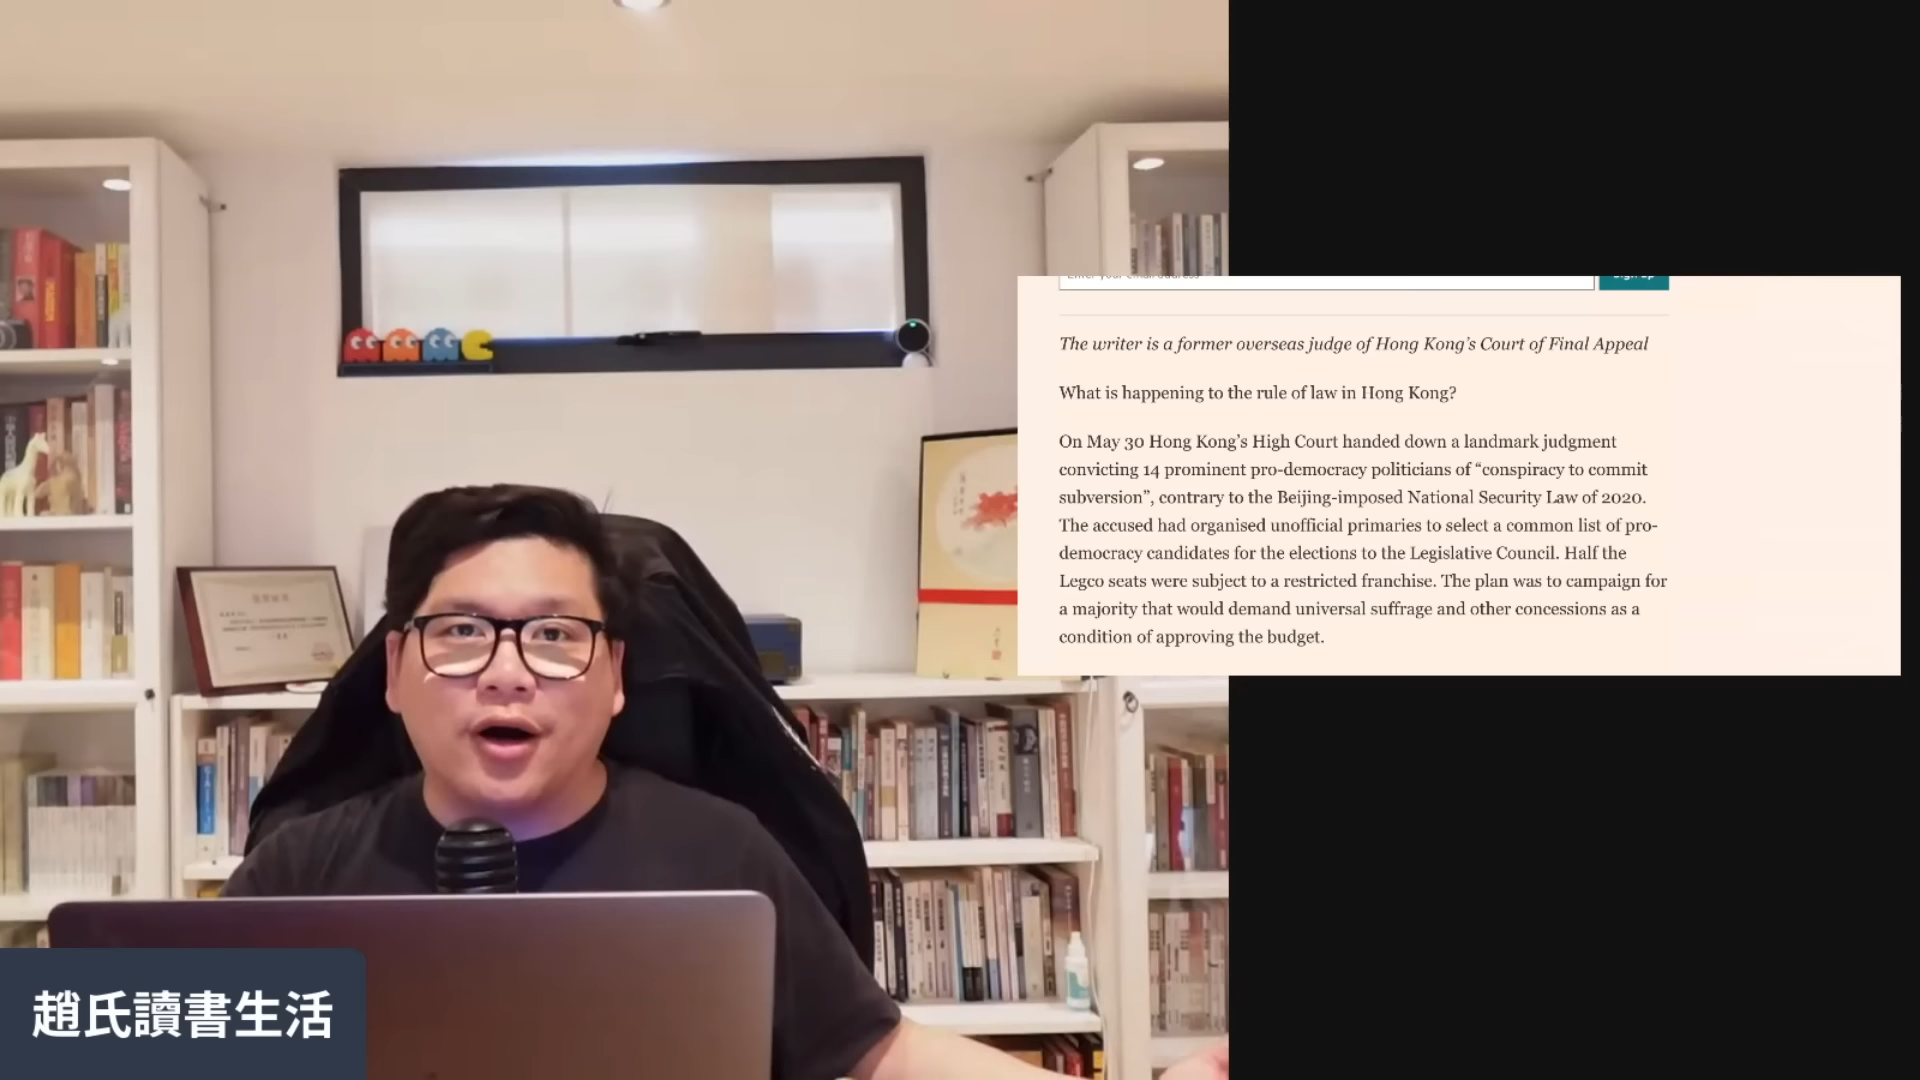 The writer is a former overseas judge of Hong Kong's Court of Final Appeal
What is happening to the rule of law in Hong Kong?
On May 30 Hong Kong's High Court handed down a landmark judgment
convicting 14 prominent pro-democracy politicians of “conspiracy to commit
subversion”, contrary to the Beijing-imposed National Security Law of 2020.
The accused had organised unofficial primaries to select a common list of pro-
democracy candidates for the elections to the Legislative Council. Half the
Legco seats were subject to a restricted franchise. The plan was to campaign for
a majority that would demand universal suffrage and other concessions as a
condition of approving the budget.
趙氏讀書生活